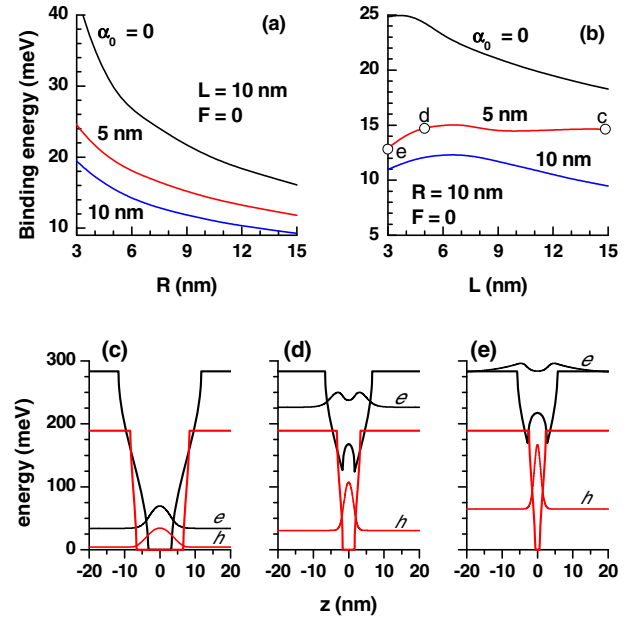 (a)
α0 = 0
L = 10 nm
F = 0
5 nm
10 nm
Binding energy (meV)
40
30
20
10
3 6 9 12 15
R (nm)
(b)
α0 = 0
5 nm
d
c
e
10 nm
R = 10 nm
F = 0
25
20
15
10
5
3 6 9 12 15
L (nm)
(c)
e
h
(d)
e
h
(e)
e
h
energy (meV)
300
200
100
0
-20 -10 0 10 20
-20 -10 0 10 20
-20 -10 0 10 20
z (nm)